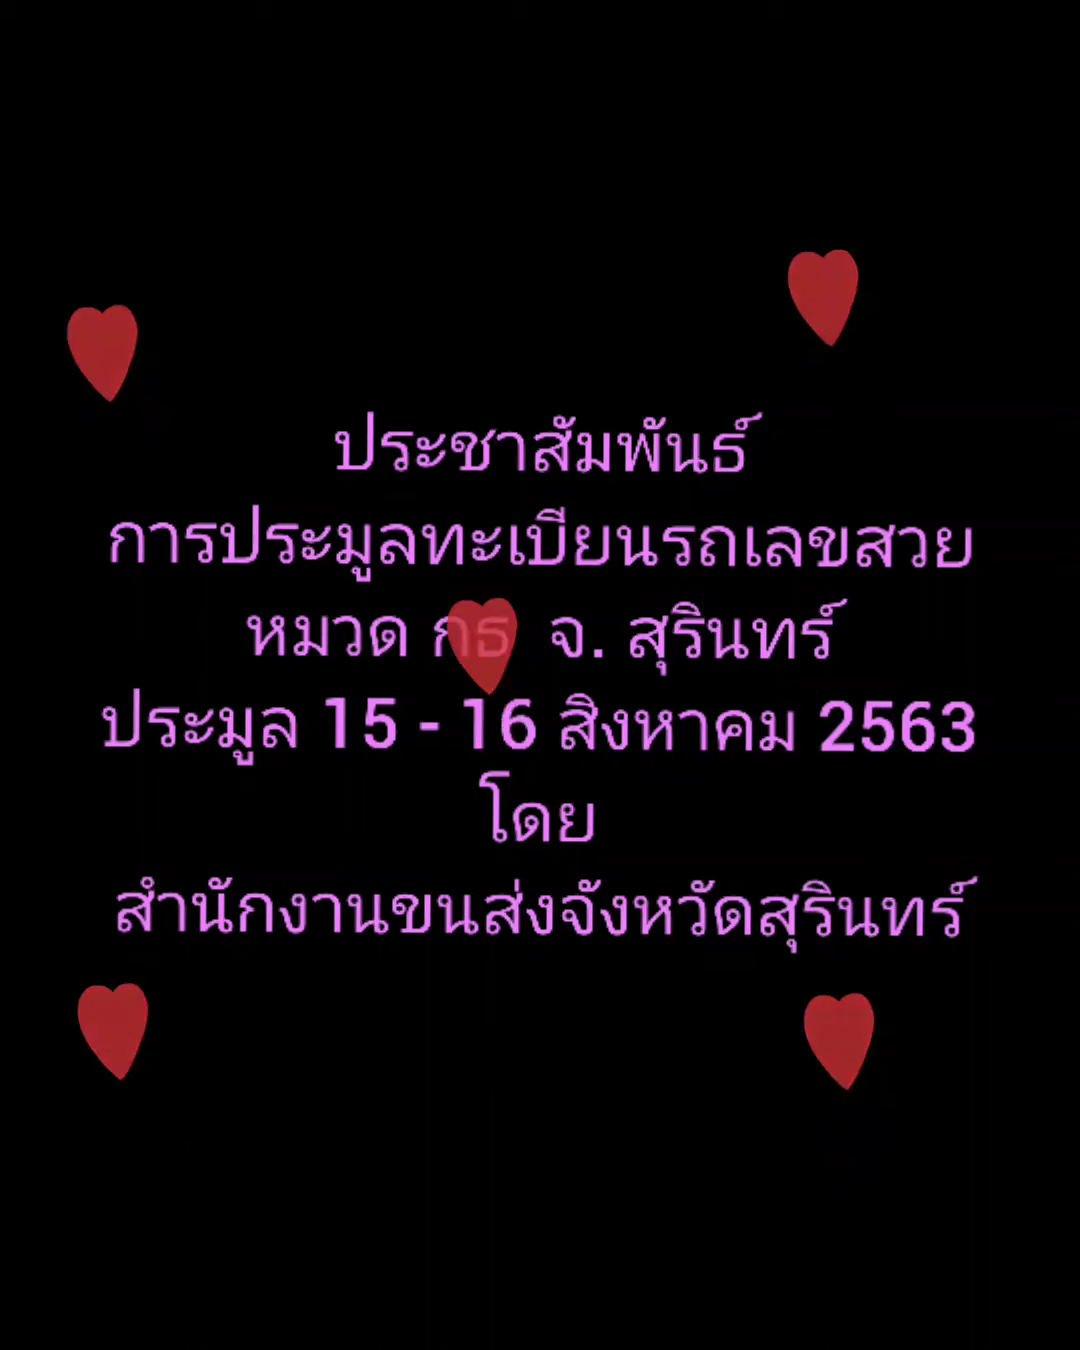 ประชาสัมพันธ์
การประมูลทะเบียนรถเลขสวย
หมวด กธ จ. สุรินทร์
ประมูล 15 - 16 สิงหาคม 2563
โดย
สำนักงานขนส่งจังหวัดสุรินทร์